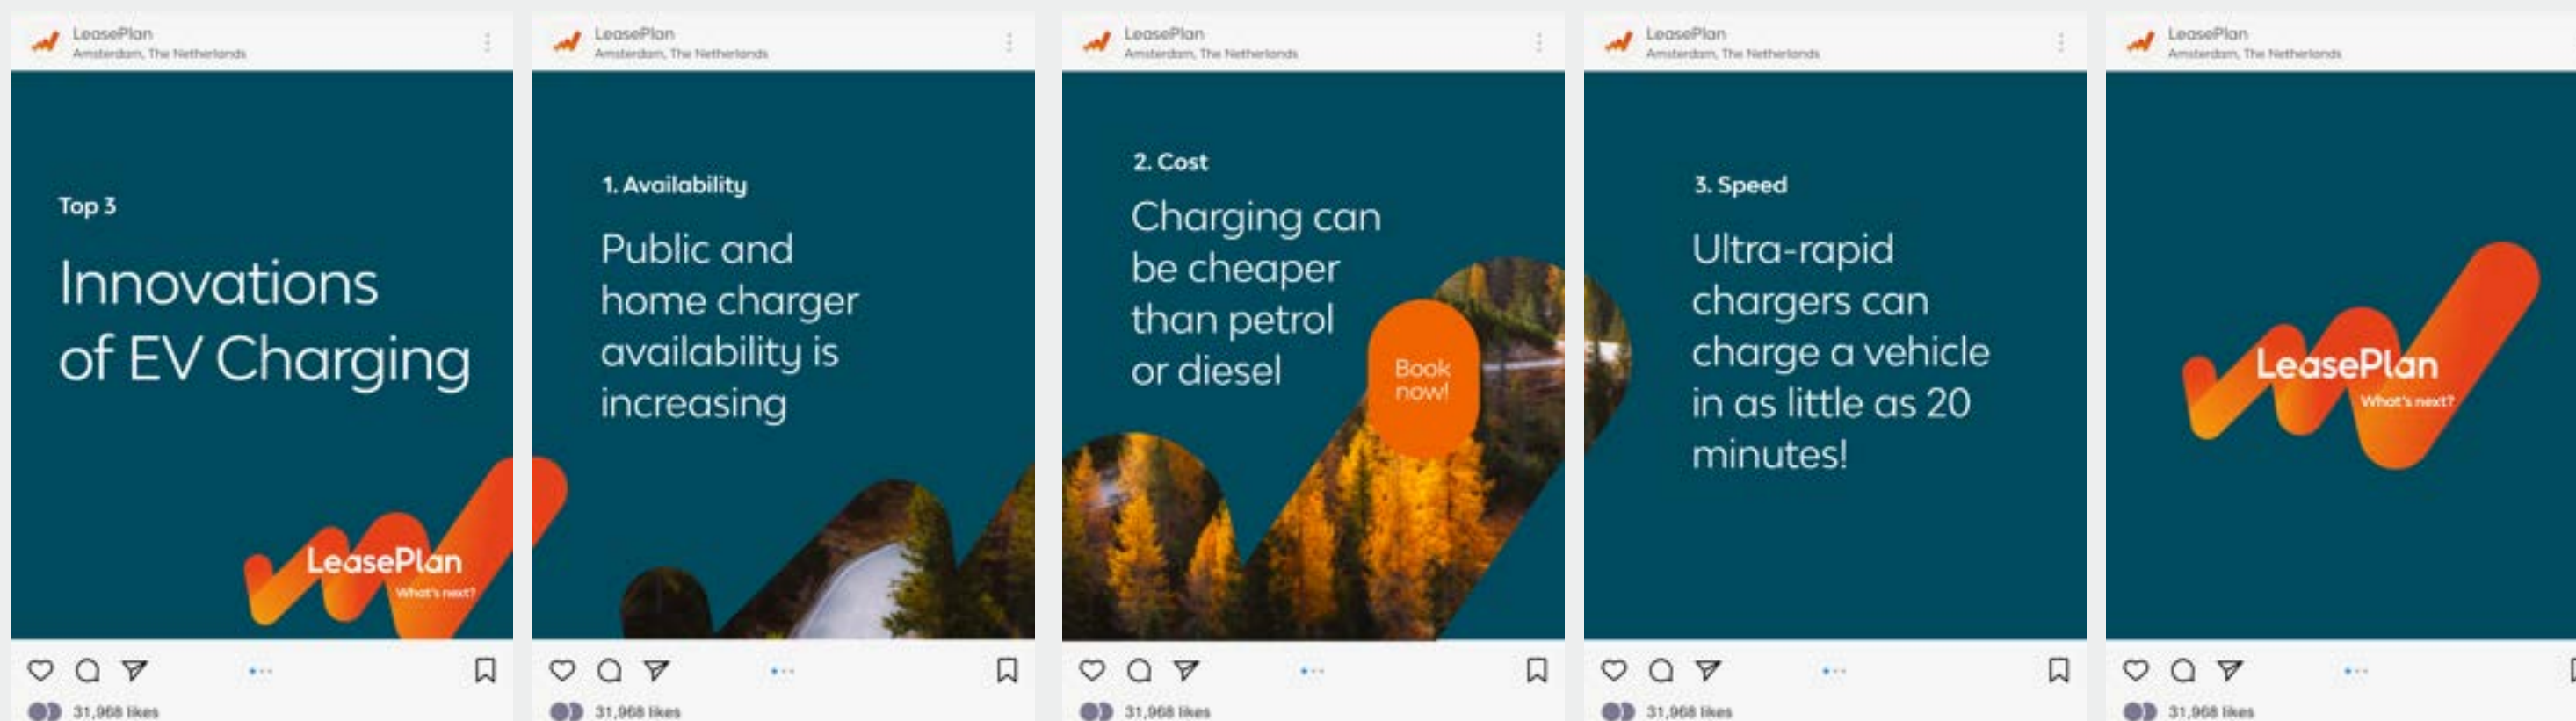 LeasePlan
Amsterdam, The Netherlands
Top 3
Innovations
of EV Charging
LeasePlan
What's next?
31,968 likes
LeasePlan
Amsterdam, The Netherlands
1. Availability
Public and
home charger
availability is
increasing
31,968 likes
LeasePlan
Amsterdam, The Netherlands
2. Cost
Charging can
be cheaper
than petrol
or diesel
Book
now!
31,968 likes
LeasePlan
Amsterdam, The Netherlands
3. Speed
Ultra-rapid
chargers can
charge a vehicle
in as little as 20
minutes!
31,968 likes
LeasePlan
Amsterdam, The Netherlands
LeasePlan
What's next?
31,968 likes